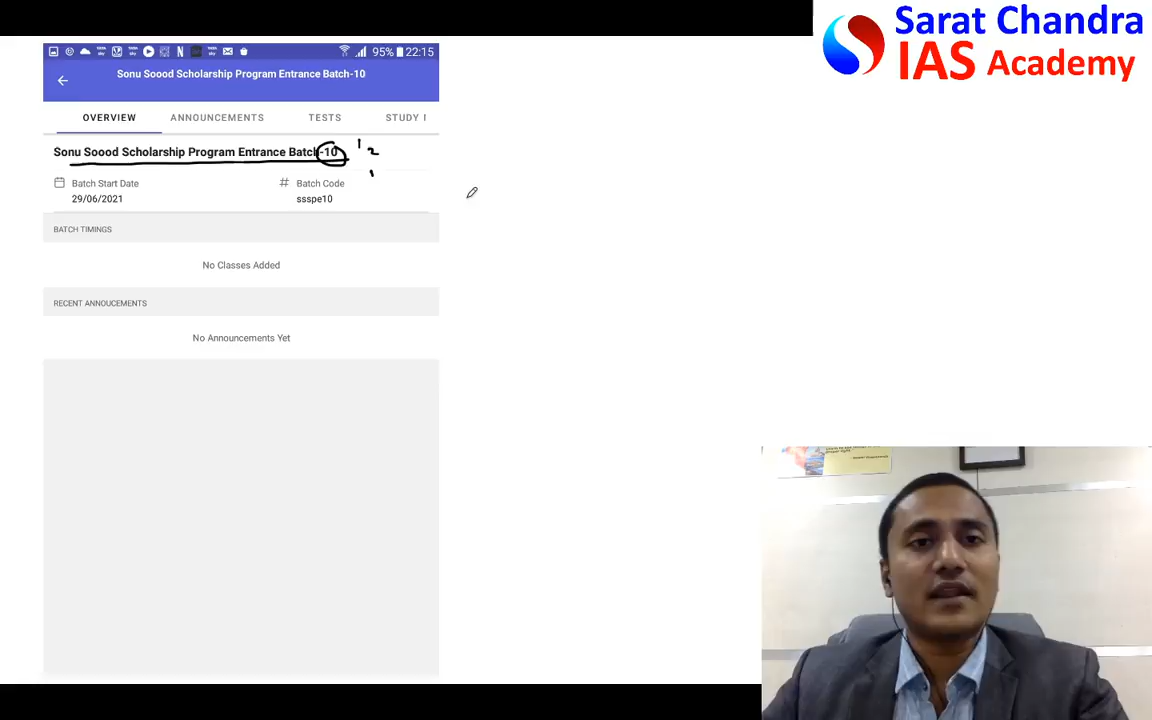 Sarat Chandra
IAS Academy
95% 22:15
Sonu Soood Scholarship Program Entrance Batch-10
OVERVIEW ANNOUNCEMENTS TESTS STUDY
Sonu Soood Scholarship Program Entrance Batch-10
1 2
Batch Start Date # Batch Code
29/06/2021 ssspe10
BATCH TIMINGS
No Classes Added
RECENT ANNOUCEMENTS
No Announcements Yet